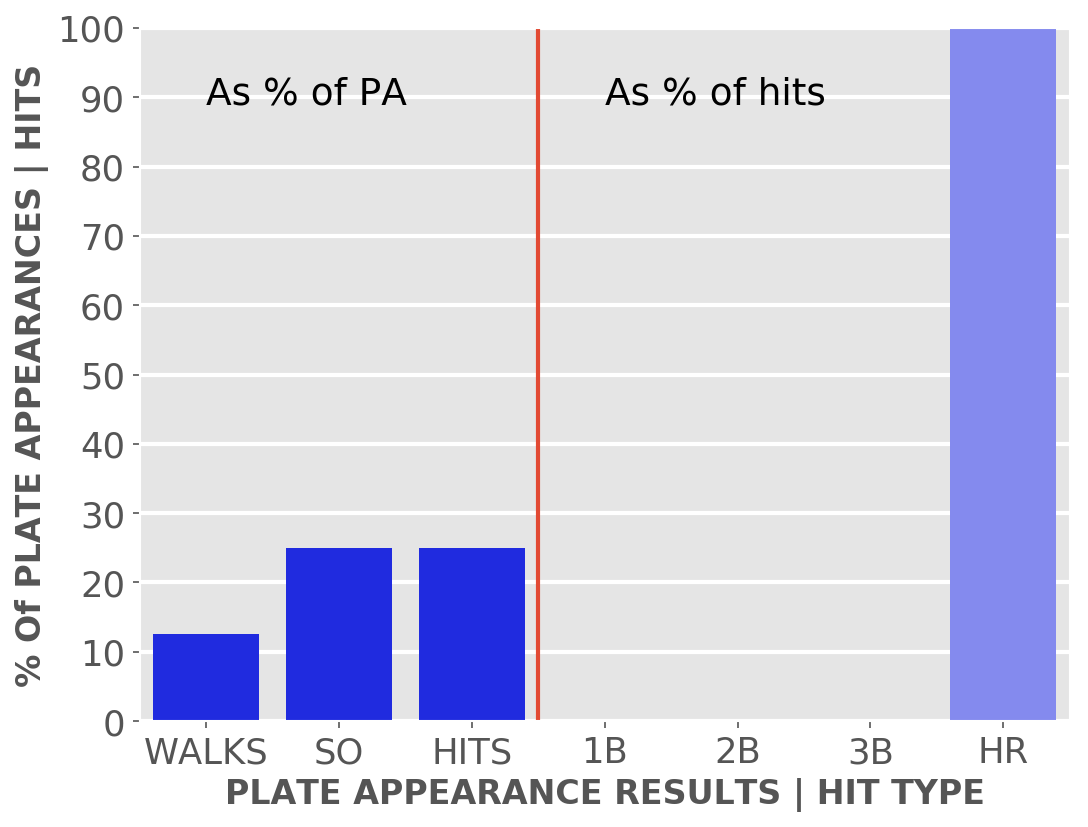 % Of PLATE APPEARANCES | HITS
100
90
80
70
60
50
40
30
20
10
0
As % of PA
As % of hits
WALKS SO HITS 1B 2B 3B HR
PLATE APPEARANCE RESULTS | HIT TYPE